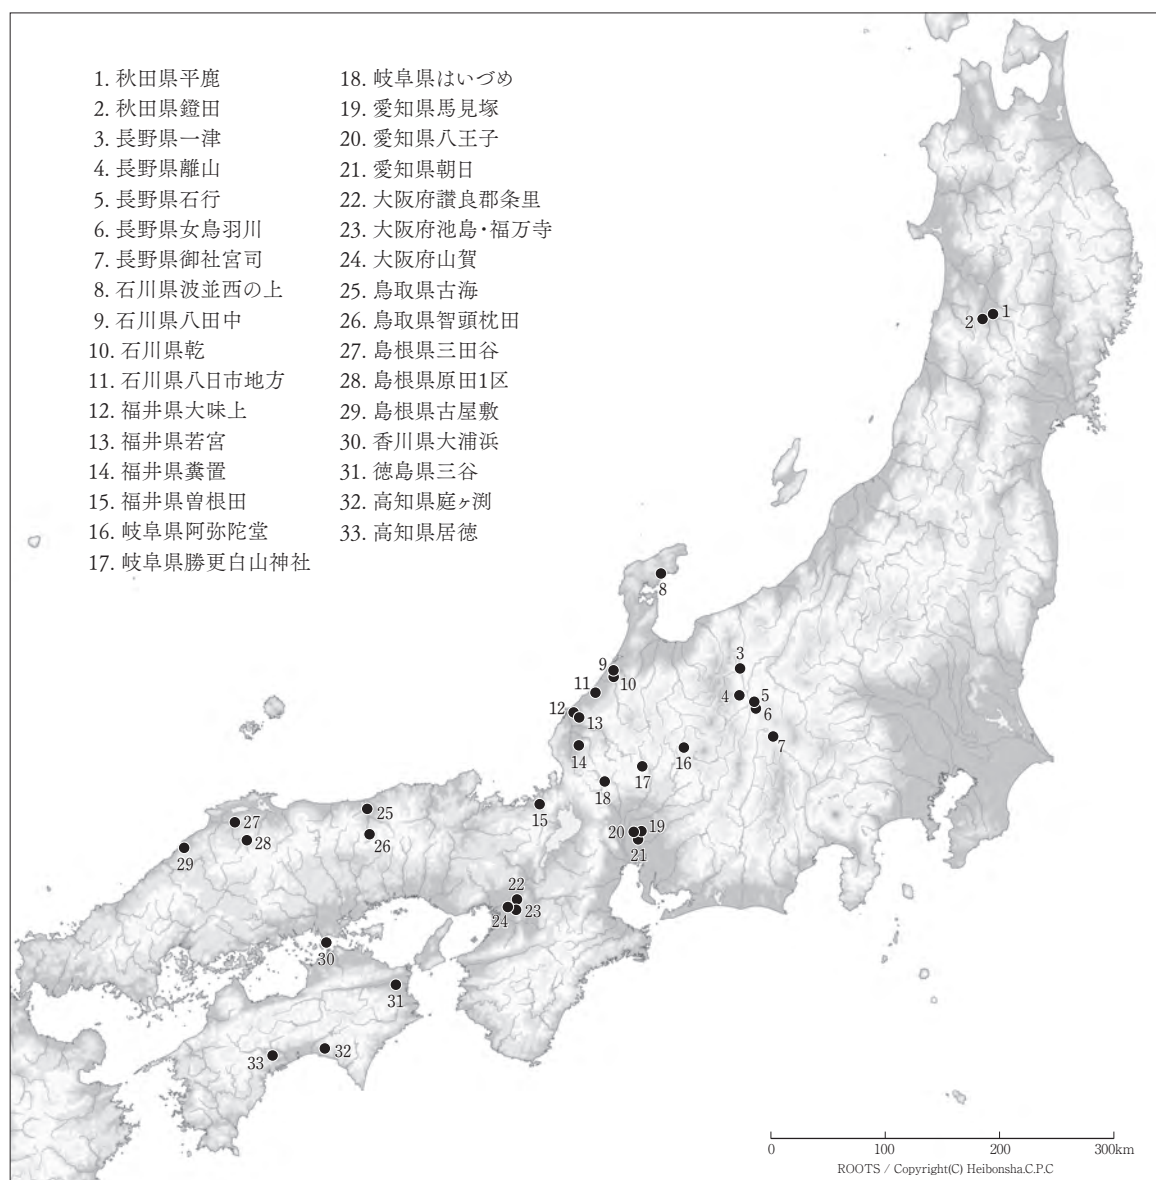 1. 秋田県平鹿
2. 秋田県鐙田
3. 長野県一津
4. 長野県離山
5. 長野県石行
6. 長野県女鳥羽川
7. 長野県御社宮司
8. 石川県波並西の上
9. 石川県八田中
10. 石川県乾
11. 石川県八日市地方
12. 福井県大味上
13. 福井県若宮
14. 福井県糞置
15. 福井県曽根田
16. 岐阜県阿弥陀堂
17. 岐阜県勝更白山神社
18. 岐阜県はいづめ
19. 愛知県馬見塚
20. 愛知県八王子
21. 愛知県朝日
22. 大阪府讃良郡条里
23. 大阪府池島・福万寺
24. 大阪府山賀
25. 鳥取県古海
26. 鳥取県智頭枕田
27. 島根県三田谷
28. 島根県原田1区
29. 島根県古屋敷
30. 香川県大浦浜
31. 徳島県三谷
32. 高知県庭ヶ渕
33. 高知県居徳
1
2
8
3
9
10
11
4
5
6
12
13
7
14
16
17
18
15
25
27
26
28
29
20
19
21
22
24
23
30
31
32
33
0 100 200 300km
ROOTS / Copyright(C) Heibonsha.C.P.C